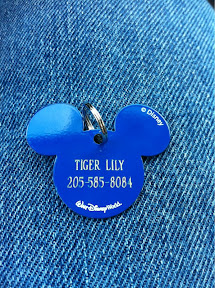 © Disney
TIGER LILY
205-585-8084
Walt Disney World